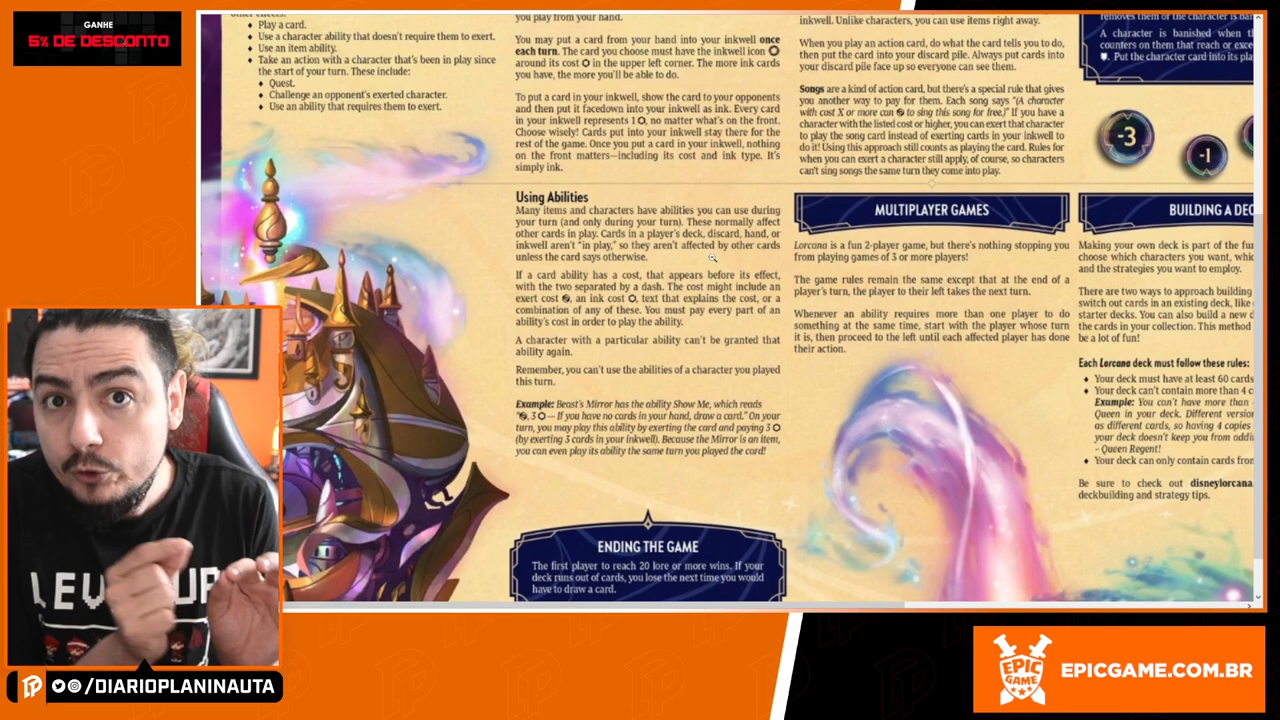 GANHE
5% DE DESCONTO
other effects:
♦ Play a card.
♦ Use a character ability that doesn't require them to exert.
♦ Use an item ability.
♦ Take an action with a character that's been in play since
the start of your turn. These include:
♦ Quest.
♦ Challenge an opponent's exerted character.
♦ Use an ability that requires them to exert.
you play from your hand.
You may put a card from your hand into your inkwell once
each turn. The card you choose must have the inkwell icon
around its cost in the upper left corner. The more ink cards
you have, the more you'll be able to do.
To put a card in your inkwell, show the card to your opponents
and then put it facedown into your inkwell as ink. Every card
in your inkwell represents 1, no matter what's on the front.
Choose wisely! Cards put into your inkwell stay there for the
rest of the game. Once you put a card in your inkwell, nothing
on the front matters—including its cost and ink type. It's
simply ink.
Using Abilities
Many items and characters have abilities you can use during
your turn (and only during your turn). These normally affect
other cards in play. Cards in a player's deck, discard, hand, or
inkwell aren't "in play," so they aren't affected by other cards
unless the card says otherwise.
If a card ability has a cost, that appears before its effect,
with the two separated by a dash. The cost might include an
exert cost, an ink cost, text that explains the cost, or a
combination of any of these. You must pay every part of an
ability's cost in order to play the ability.
A character with a particular ability can't be granted that
ability again.
Remember, you can't use the abilities of a character you played
this turn.
Example: Beast's Mirror has the ability Show Me, which reads
", 3 — If you have no cards in your hand, draw a card." On your
turn, you may play this ability by exerting the card and paying 3
(by exerting 3 cards in your inkwell). Because the Mirror is an item,
you can even play its ability the same turn you played the card!
ENDING THE GAME
The first player to reach 20 lore or more wins. If your
deck runs out of cards, you lose the next time you would
have to draw a card.
inkwell. Unlike characters, you can use items right away.
When you play an action card, do what the card tells you to do,
then put the card into your discard pile. Always put cards into
your discard pile face up so everyone can see them.
Songs are a kind of action card, but there's a special rule that gives
you another way to pay for them. Each song says "(A character
with cost X or more can to sing this song for free.)" If you have a
character with the listed cost or higher, you can exert that character
to play the song card instead of exerting cards in your inkwell to
do it! Using this approach still counts as playing the card. Rules for
when you can exert a character still apply, of course, so characters
can't sing songs the same turn they come into play.
MULTIPLAYER GAMES
Lorcana is a fun 2-player game, but there's nothing stopping you
from playing games of 3 or more players!
The game rules remain the same except that at the end of a
player's turn, the player to their left takes the next turn.
Whenever an ability requires more than one player to do
something at the same time, start with the player whose turn
it is, then proceed to the left until each affected player has done
their action.
removes them or the character is ban
A character is banished when th
counters on them that reach or exce
. Put the character card into its pla
-3
-1
BUILDING A DEC
Making your own deck is part of the fun
choose which characters you want, whic
and the strategies you want to employ.
There are two ways to approach building
switch out cards in an existing deck, like
starter decks. You can also build a new d
the cards in your collection. This method
be a lot of fun!
Each Lorcana deck must follow these rules:
♦ Your deck must have at least 60 cards
♦ Your deck can't contain more than 4 c
Example: You can't have more than
Queen in your deck. Different version
as different cards, so having 4 copies
your deck doesn't keep you from addi
– Queen Regent!
♦ Your deck can only contain cards from
Be sure to check out disneylorcana.
deckbuilding and strategy tips.
LEVEL UP
/DIARIOPLANINAUTA
EPIC
GAME
EPICGAME.COM.BR